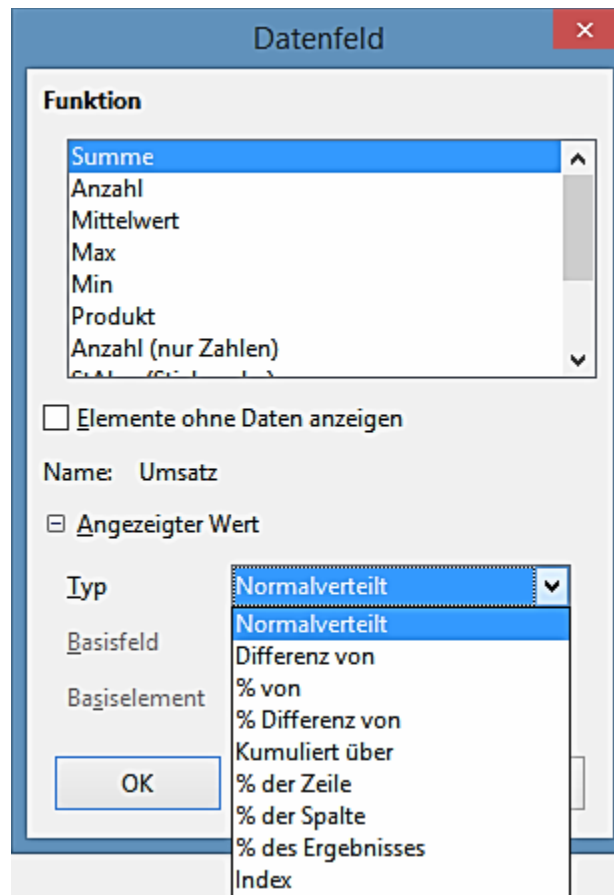 Datenfeld
Funktion
Summe
Anzahl
Mittelwert
Max
Min
Produkt
Anzahl (nur Zahlen)
Elemente ohne Daten anzeigen
Name: Umsatz
Angezeigter Wert
Typ Normalverteilt
Normalverteilt
Basisfeld
Differenz von
% von
Basiselement
% Differenz von
Kumuliert über
OK
% der Zeile
% der Spalte
% des Ergebnisses
Index